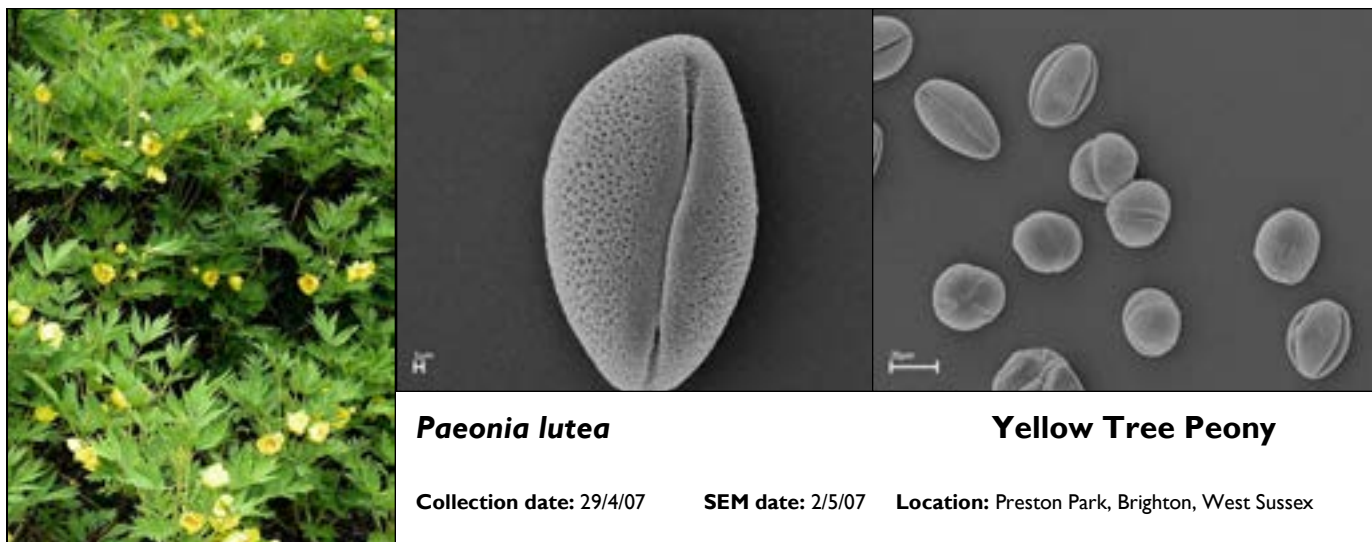 Paeonia lutea
Yellow Tree Peony
Collection date: 29/4/07 SEM date: 2/5/07 Location: Preston Park, Brighton, West Sussex